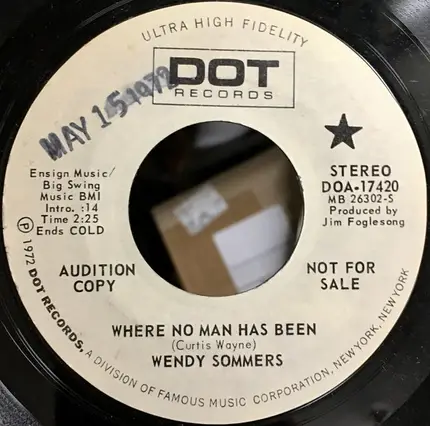 ULTRA HIGH FIDELITY
DOT
RECORDS
MAY 15 1972
Ensign Music/
Big Swing
Music BMI
Intro. :14
Time 2:25
Ends COLD
STEREO
DOA-17420
MB 26302-S
Produced by
Jim Foglesong
AUDITION
COPY
NOT FOR
SALE
WHERE NO MAN HAS BEEN
(Curtis Wayne)
WENDY SOMMERS
Ⓟ 1972 DOT RECORDS, A DIVISION OF FAMOUS MUSIC CORPORATION, NEW YORK, NEW YORK